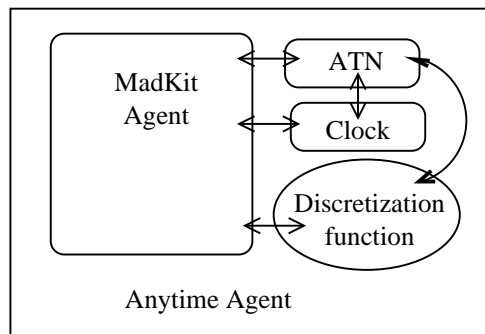 MadKit
Agent
ATN
Clock
Discretization
function
Anytime Agent